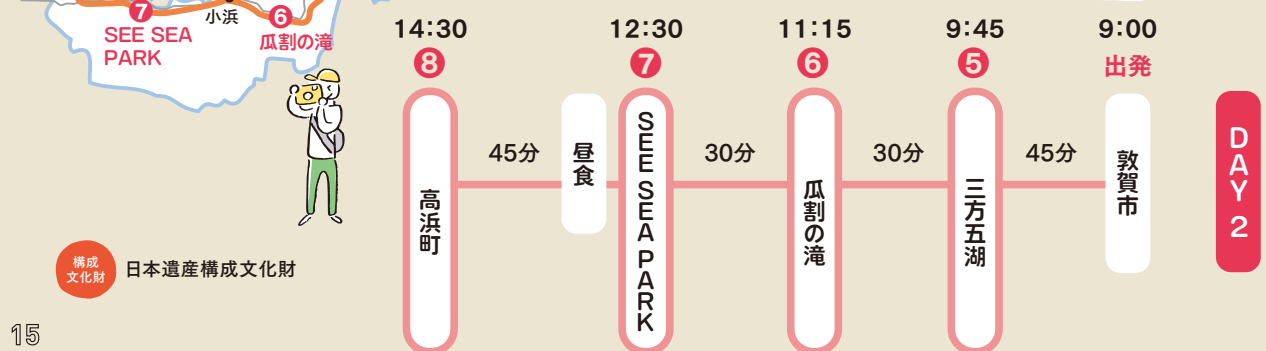 DAY 2
9:00
出発
敦賀市
45分
9:45
5
三方五湖
30分
11:15
6
瓜割の滝
30分
12:30
7
SEE SEA PARK
昼食
45分
14:30
8
高浜町
7
SEE SEA
PARK
小浜
6
瓜割の滝
構成
文化財
日本遺産構成文化財
15